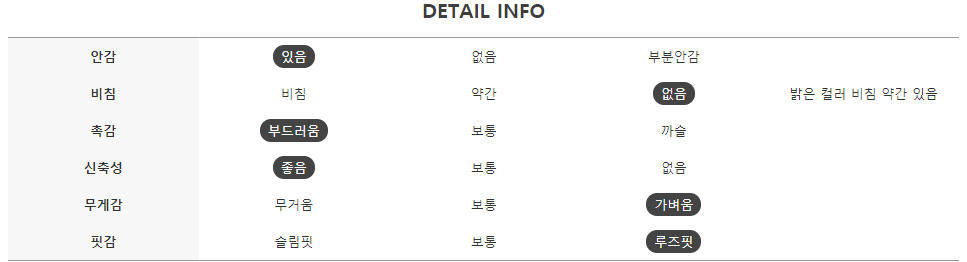 DETAIL INFO
안감 있음 없음 부분안감
비침 비침 약간 없음 밝은 컬러 비침 약간 있음
촉감 부드러움 보통 까슬
신축성 좋음 보통 없음
무게감 무거움 보통 가벼움
핏감 슬림핏 보통 루즈핏